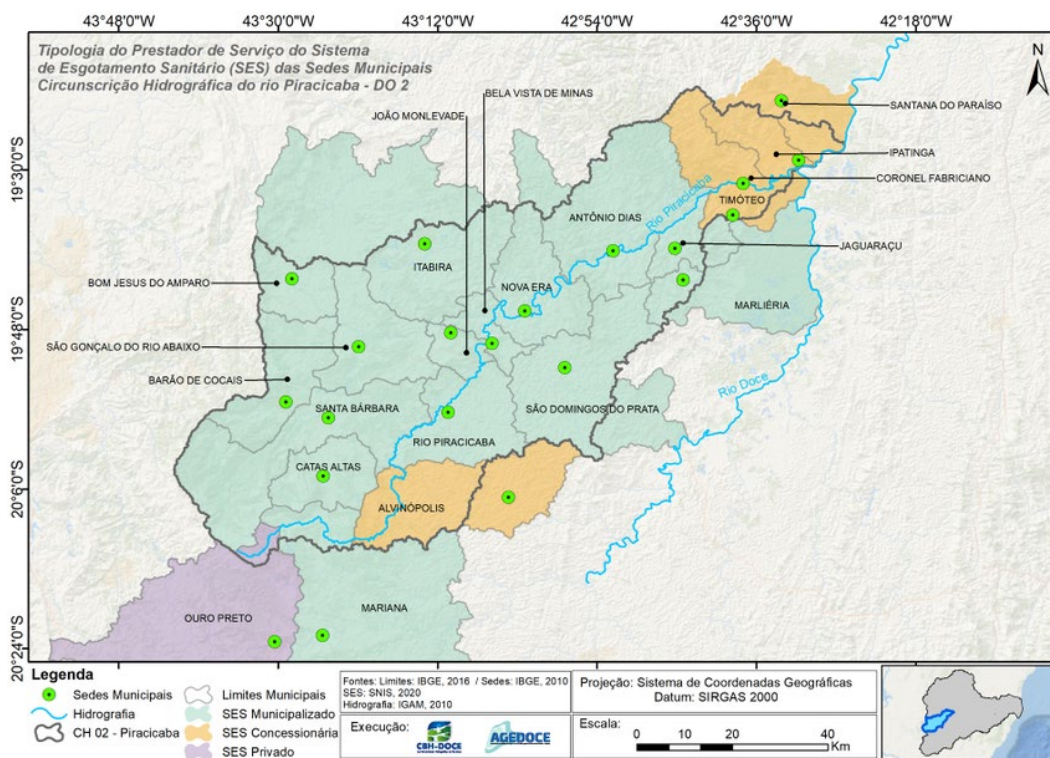 43°48'0"W 43°30'0"W 43°12'0"W 42°54'0"W 42°36'0"W 42°18'0"W
Tipologia do Prestador de Serviço do Sistema
de Esgotamento Sanitário (SES) das Sedes Municipais
Circunscrição Hidrográfica do rio Piracicaba - DO 2
N
BELA VISTA DE MINAS
JOÃO MONLEVADE
SANTANA DO PARAÍSO
IPATINGA
CORONEL FABRICIANO
TIMÓTEO
Rio Piracicaba
ANTÔNIO DIAS
JAGUARAÇU
ITABIRA
BOM JESUS DO AMPARO
NOVA ERA
MARLIÉRIA
SÃO GONÇALO DO RIO ABAIXO
BARÃO DE COCAIS
Rio Doce
SANTA BÁRBARA
SÃO DOMINGOS DO PRATA
RIO PIRACICABA
CATAS ALTAS
ALVINÓPOLIS
OURO PRETO
MARIANA
19°30'0"S
19°48'0"S
20°6'0"S
20°24'0"S
Legenda
Sedes Municipais
Hidrografia
CH 02 - Piracicaba
Limites Municipais
SES Municipalizado
SES Concessionária
SES Privado
Fontes: Limites: IBGE, 2016 / Sedes: IBGE, 2010
SES: SNIS, 2020
Hidrografia: IGAM, 2010
Execução:
CBH-DOCE
AGEDOCE
Projeção: Sistema de Coordenadas Geográficas
Datum: SIRGAS 2000
Escala:
0 10 20 40
Km